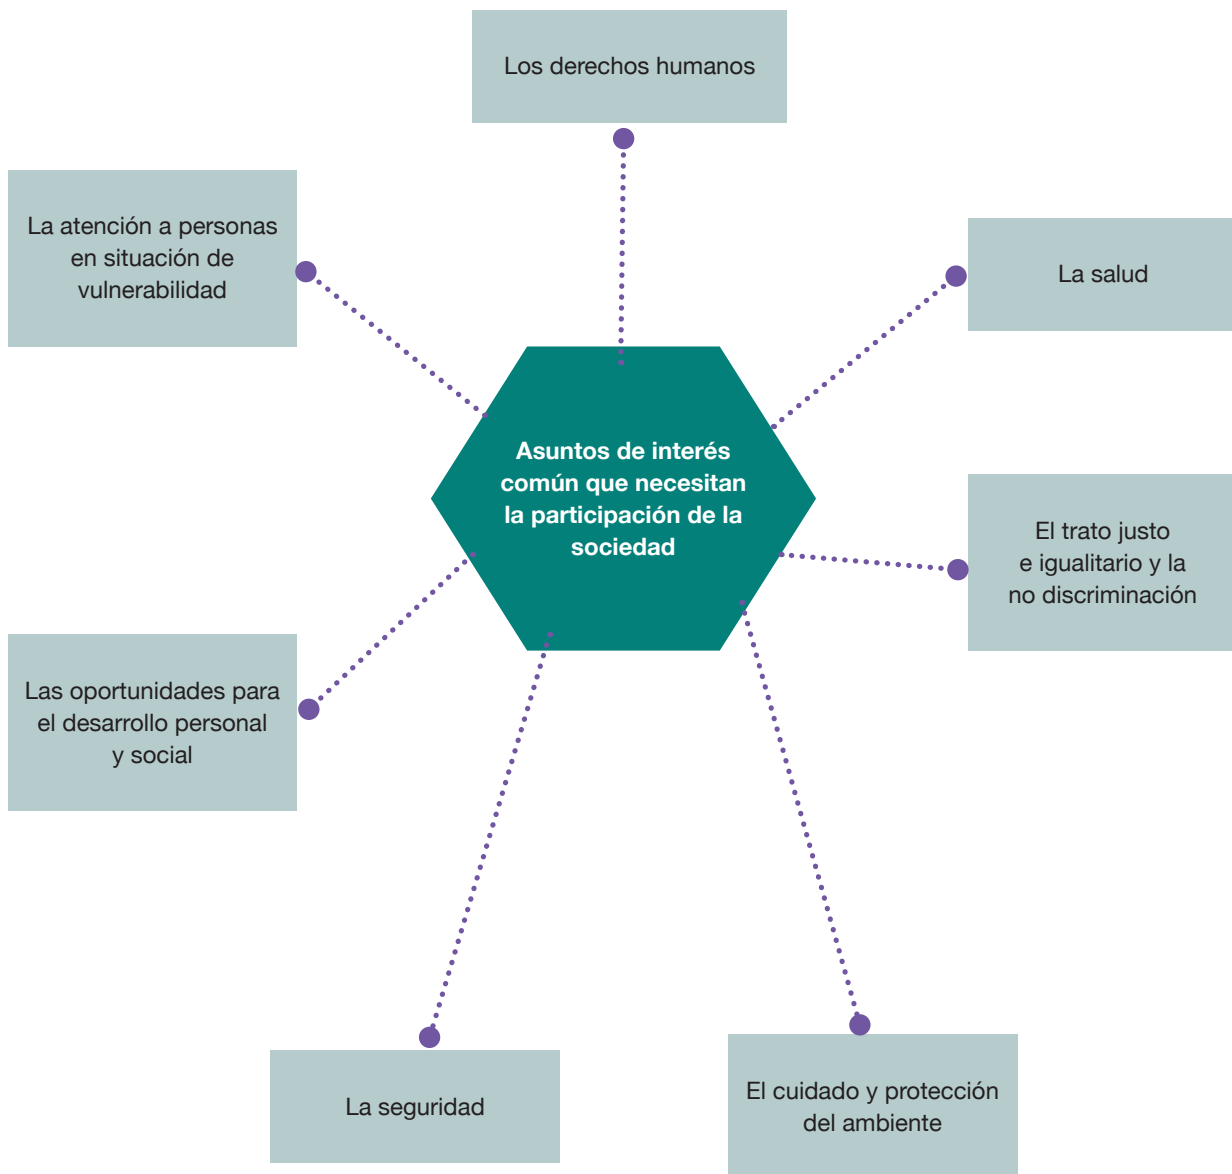 Los derechos humanos
La atención a personas
en situación de
vulnerabilidad
La salud
Asuntos de interés
común que necesitan
la participación de la
sociedad
El trato justo
e igualitario y la
no discriminación
Las oportunidades para
el desarrollo personal
y social
La seguridad
El cuidado y protección
del ambiente